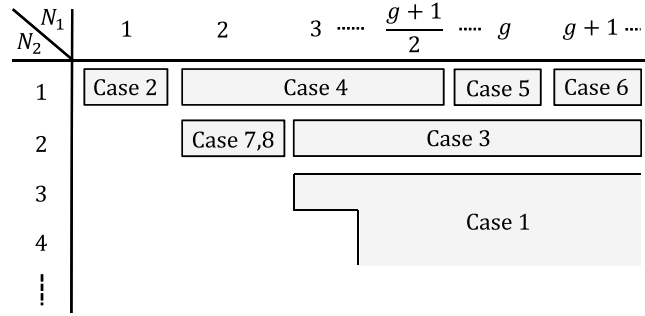 N₁ 1 2 3 ······ (g + 1)/2 ···· g g + 1 ····
N₂
1 Case 2 Case 4 Case 5 Case 6
2 Case 7,8 Case 3
3
Case 1
4